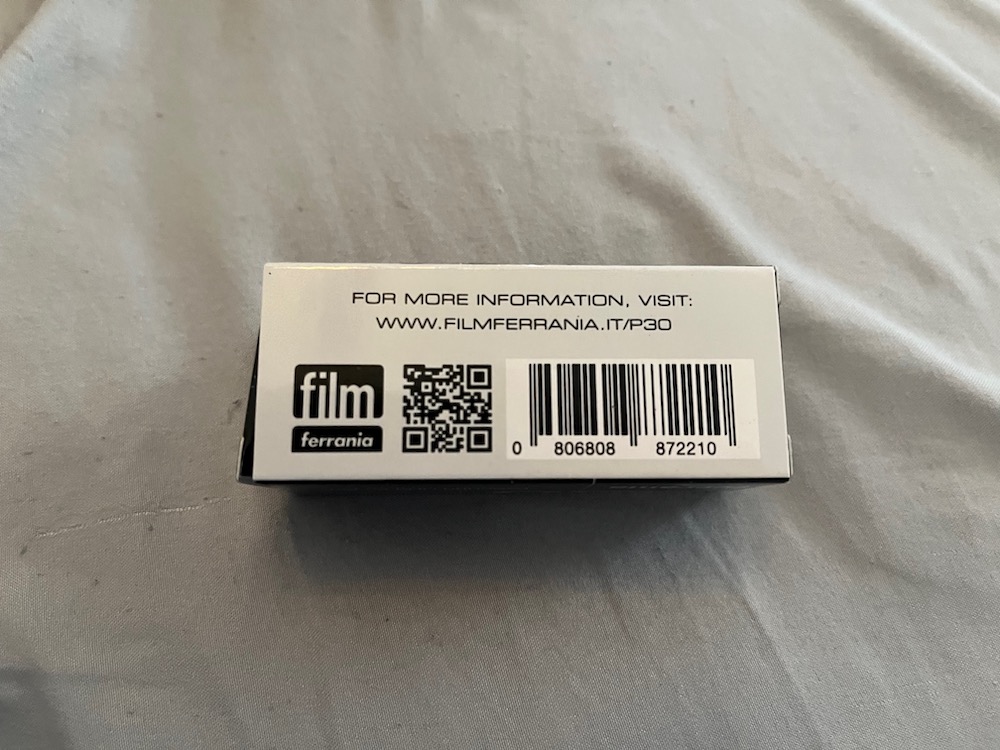 FOR MORE INFORMATION, VISIT:
WWW.FILMFERRANIA.IT/P30
film
ferrania
0 806808 872210